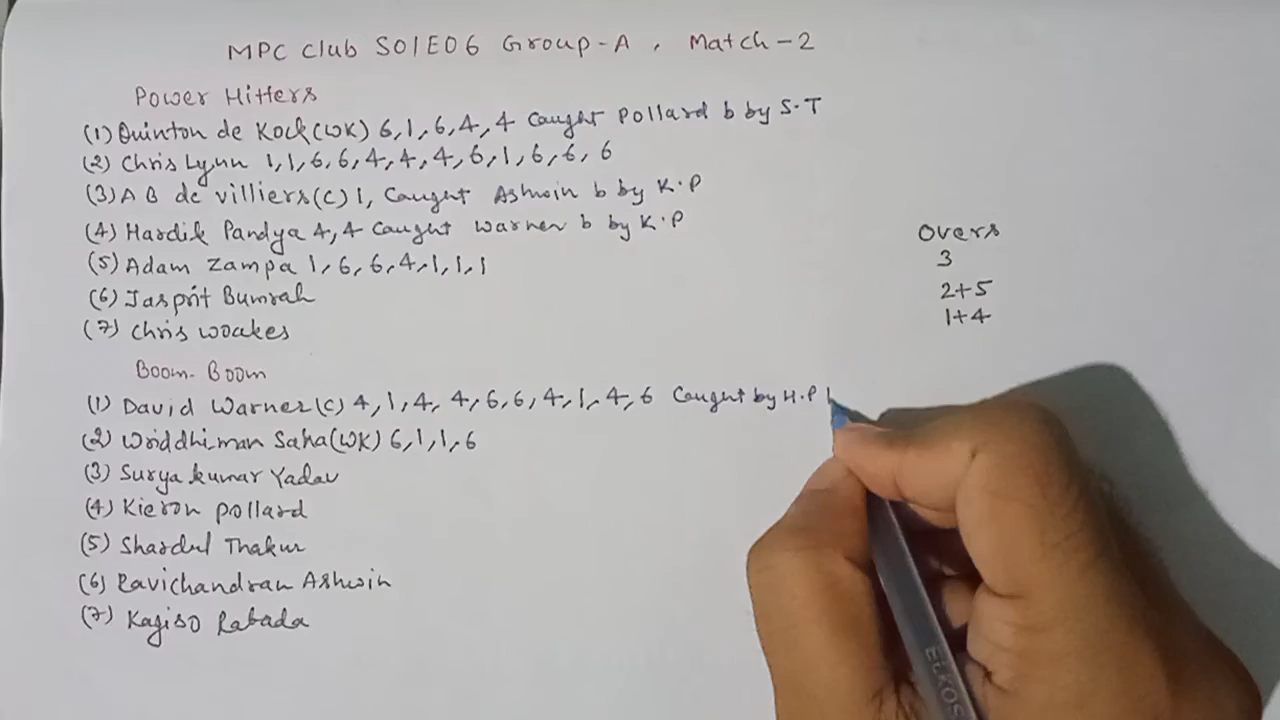 MPC Club S01E06 Group-A , Match-2
Power Hitters
(1) Quinton de Kock(WK) 6,1,6,4,4 Caught Pollard b by S.T
(2) Chris Lynn 1,1,6,6,4,4,4,6,1,6,6,6
(3) A B de villiers(C) 1, Caught Ashwin b by K.P
(4) Hardik Pandya 4,4 Caught Warner b by K.P
(5) Adam Zampa 1,6,6,4,1,1,1
(6) Jasprit Bumrah
(7) Chris Woakes
Overs
3
2+5
1+4
Boom-Boom
(1) David Warner(C) 4,1,4,4,6,6,4,1,4,6 Caught by H.P
(2) Wriddhiman Saha(WK) 6,1,1,6
(3) Surya kumar Yadav
(4) Kieron Pollard
(5) Shardul Thakur
(6) Ravichandran Ashwin
(7) Kagiso Rabada
ELKOS